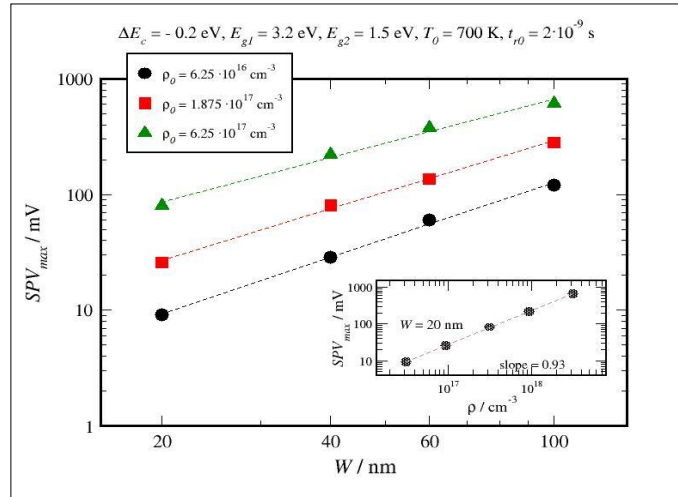 ΔE_c = - 0.2 eV, E_g1 = 3.2 eV, E_g2 = 1.5 eV, T_0 = 700 K, t_r0 = 2·10^-9 s
ρ_0 = 6.25 ·10^16 cm^-3
ρ_0 = 1.875 ·10^17 cm^-3
ρ_0 = 6.25 ·10^17 cm^-3
SPV_max / mV
1000
100
10
1
20
40
60
100
W / nm
SPV_max / mV
1000
100
10
W = 20 nm
slope = 0.93
10^17
10^18
ρ / cm^-3